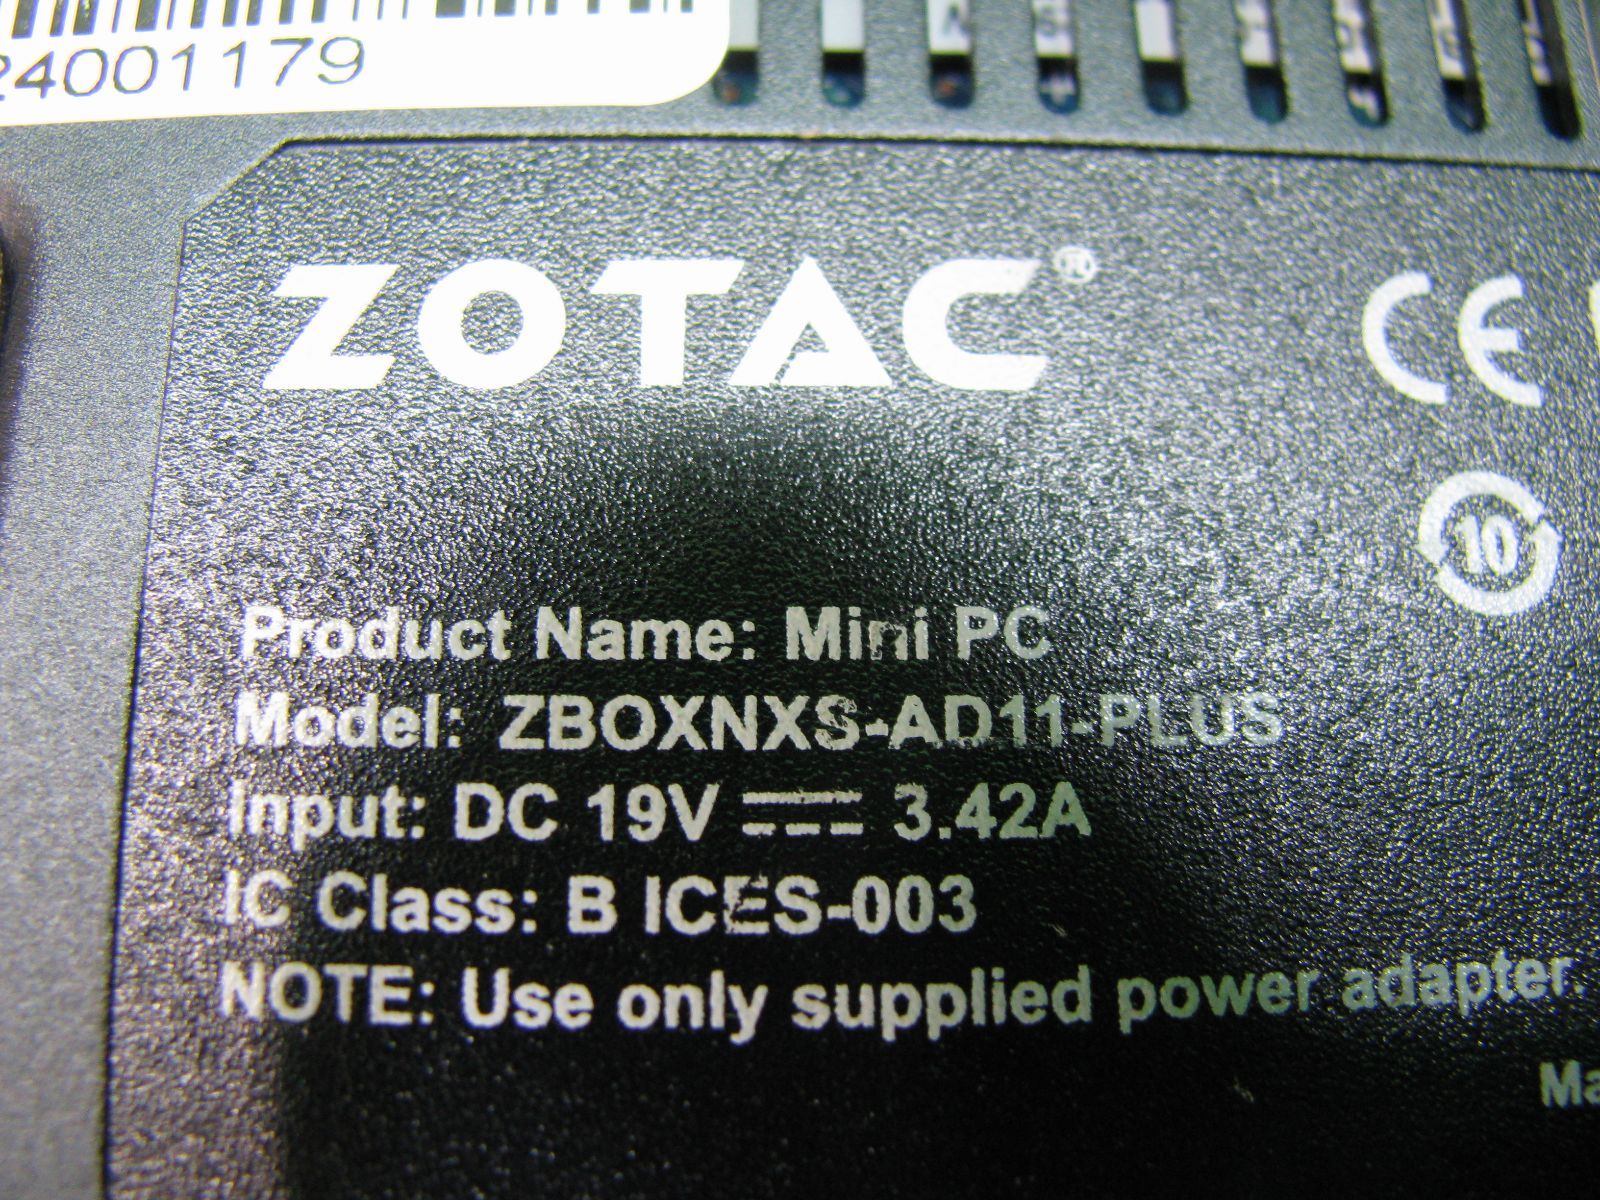 24001179
ZOTAC®
CE
10
Product Name: Mini PC
Model: ZBOXNXS-AD11-PLUS
Input: DC 19V ⎓ 3.42A
IC Class: B ICES-003
NOTE: Use only supplied power adapter.
Ma